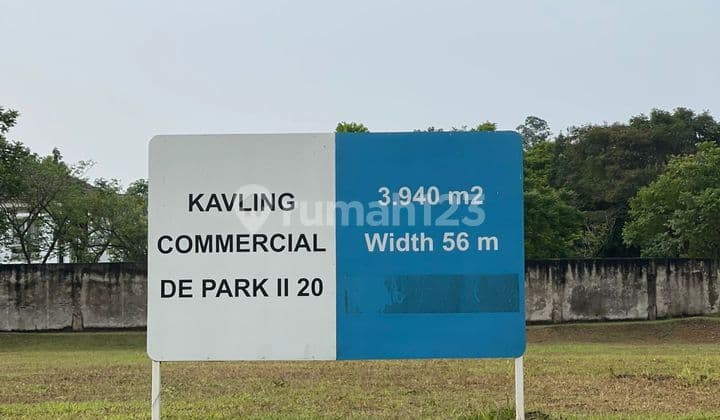 KAVLING
COMMERCIAL
DE PARK II 20
3.940 m2
Width 56 m
rumah123